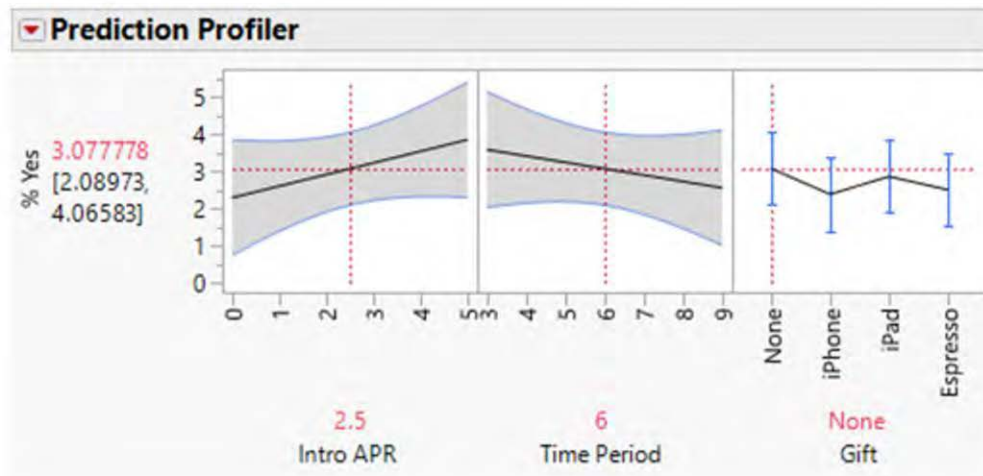 Prediction Profiler
% Yes
3.077778
[2.08973,
4.06583]
5
4
3
2
1
0
0 1 2 3 4 5
3 4 5 6 7 8 9
None
iPhone
iPad
Espresso
2.5
Intro APR
6
Time Period
None
Gift